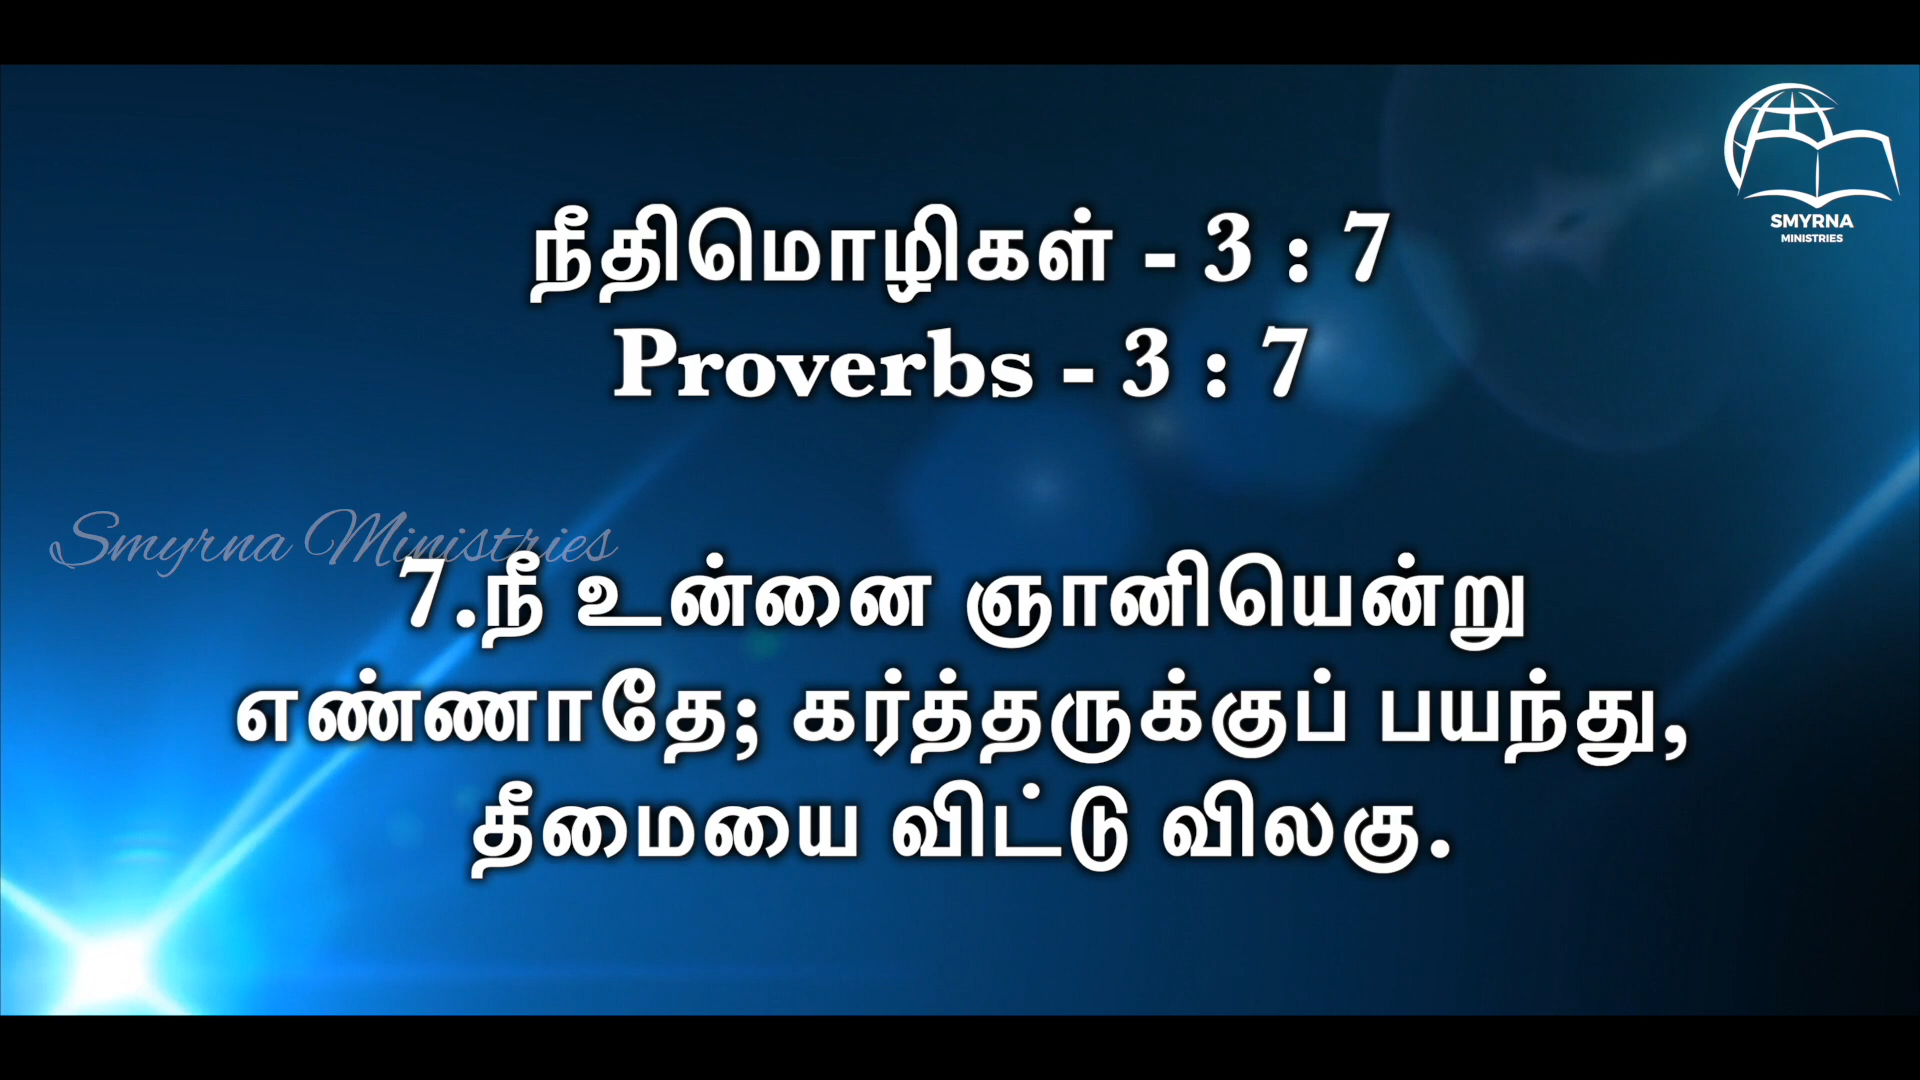 SMYRNA
MINISTRIES
நீதிமொழிகள் - 3 : 7
Proverbs - 3 : 7
Smyrna Ministries
7.நீ உன்னை ஞானியென்று
எண்ணாதே; கர்த்தருக்குப் பயந்து,
தீமையை விட்டு விலகு.